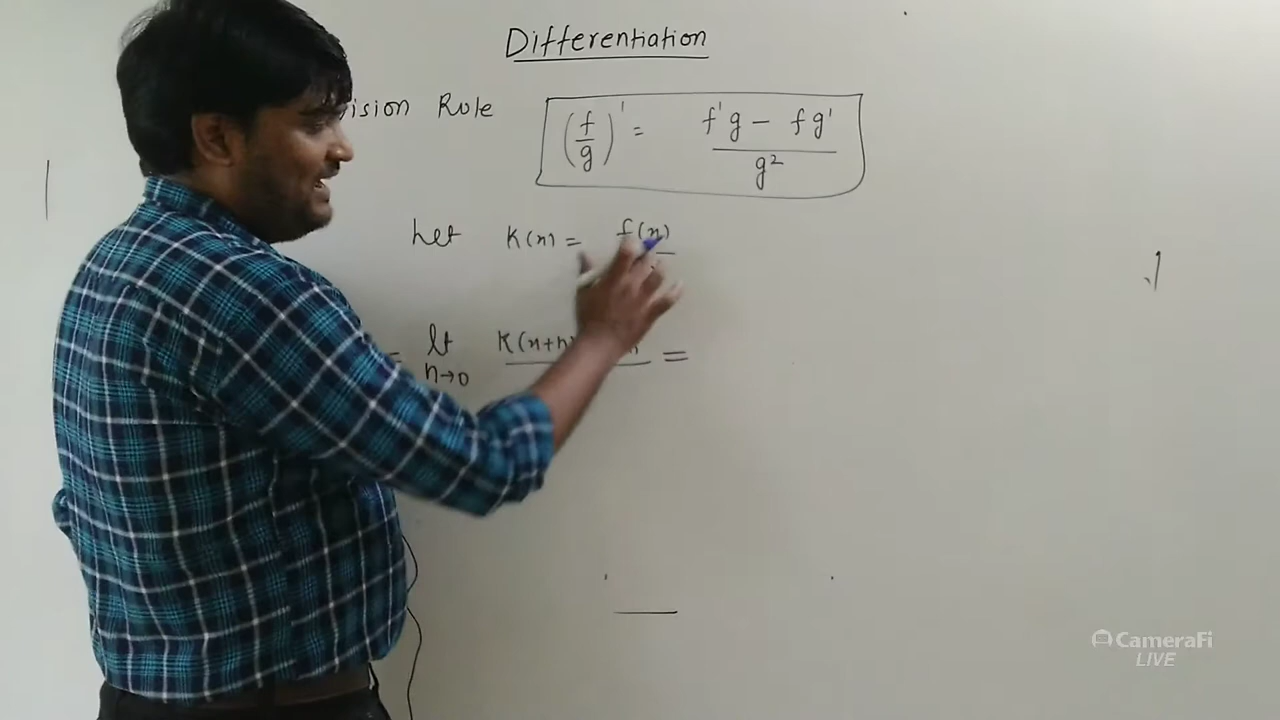 Differentiation
ision Rule (f/g)' = f'g - fg' / g²
Let K(x) = f(x)
= lt h→0 K(x+h) =
CameraFi
LIVE